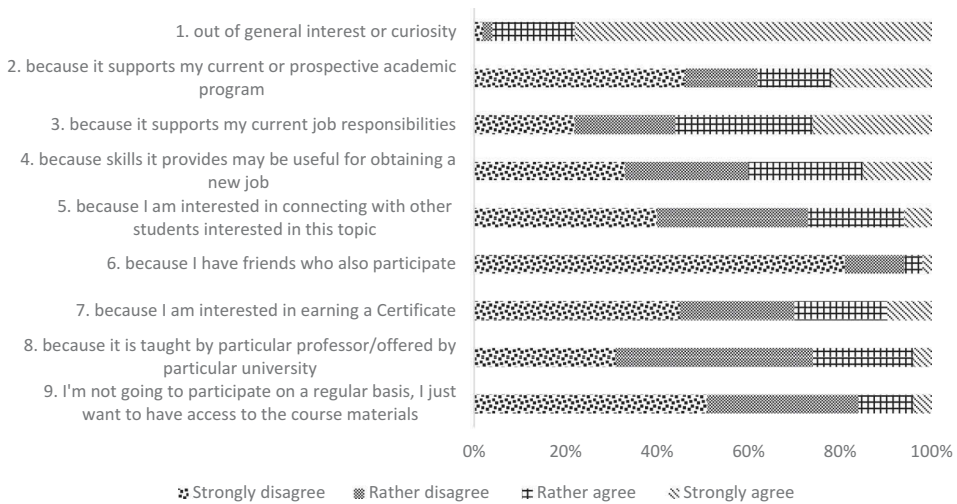 1. out of general interest or curiosity
2. because it supports my current or prospective academic
program
3. because it supports my current job responsibilities
4. because skills it provides may be useful for obtaining a
new job
5. because I am interested in connecting with other
students interested in this topic
6. because I have friends who also participate
7. because I am interested in earning a Certificate
8. because it is taught by particular professor/offered by
particular university
9. I'm not going to participate on a regular basis, I just
want to have access to the course materials
0% 20% 40% 60% 80% 100%
Strongly disagree Rather disagree Rather agree Strongly agree